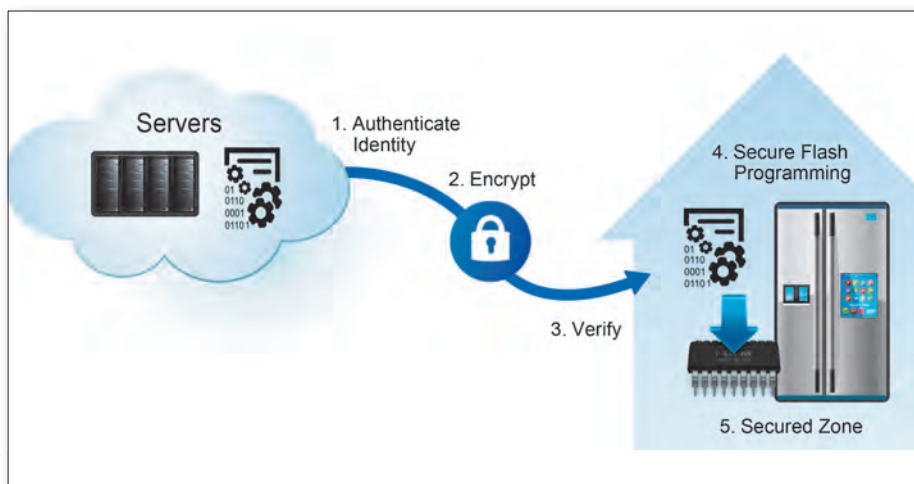 Servers
01
0110
0001
01101
1. Authenticate
Identity
2. Encrypt
3. Verify
4. Secure Flash
Programming
01
0110
0001
01101
5. Secured Zone